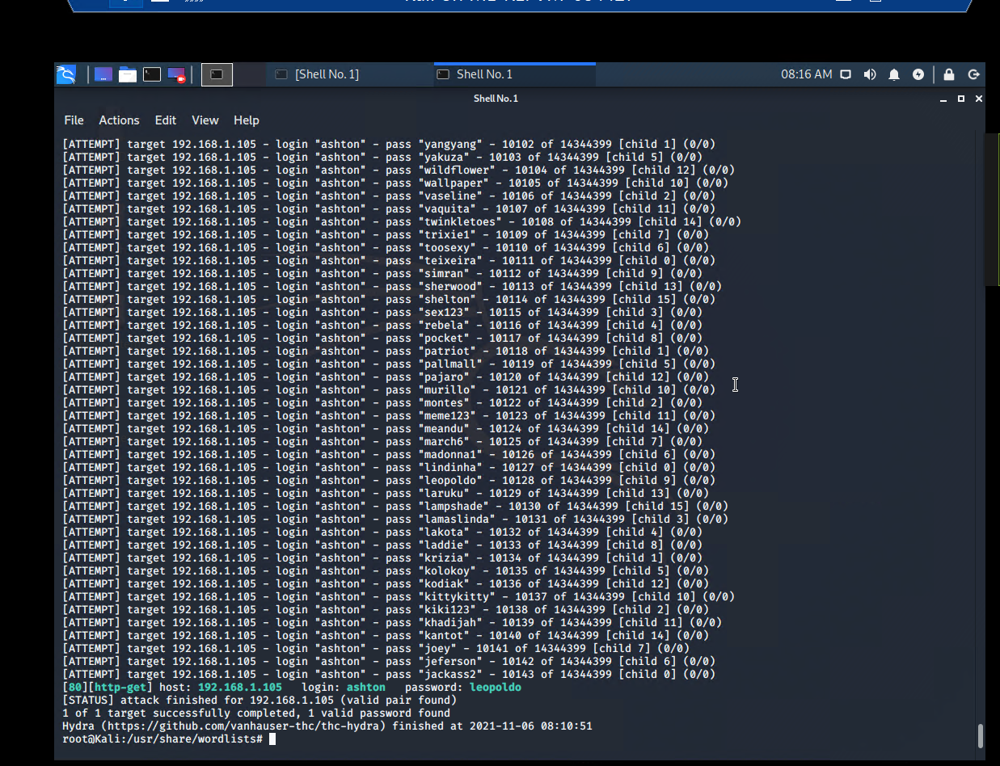 [Shell No. 1]
Shell No. 1
08:16 AM
Shell No. 1
File Actions Edit View Help
[ATTEMPT] target 192.168.1.105 - login "ashton" - pass "yangyang" - 10102 of 14344399 [child 1] (0/0)
[ATTEMPT] target 192.168.1.105 - login "ashton" - pass "yakuza" - 10103 of 14344399 [child 5] (0/0)
[ATTEMPT] target 192.168.1.105 - login "ashton" - pass "wildflower" - 10104 of 14344399 [child 12] (0/0)
[ATTEMPT] target 192.168.1.105 - login "ashton" - pass "wallpaper" - 10105 of 14344399 [child 10] (0/0)
[ATTEMPT] target 192.168.1.105 - login "ashton" - pass "vaseline" - 10106 of 14344399 [child 2] (0/0)
[ATTEMPT] target 192.168.1.105 - login "ashton" - pass "vaquita" - 10107 of 14344399 [child 11] (0/0)
[ATTEMPT] target 192.168.1.105 - login "ashton" - pass "twinkletoes" - 10108 of 14344399 [child 14] (0/0)
[ATTEMPT] target 192.168.1.105 - login "ashton" - pass "trixie1" - 10109 of 14344399 [child 7] (0/0)
[ATTEMPT] target 192.168.1.105 - login "ashton" - pass "toosexy" - 10110 of 14344399 [child 6] (0/0)
[ATTEMPT] target 192.168.1.105 - login "ashton" - pass "teixeira" - 10111 of 14344399 [child 0] (0/0)
[ATTEMPT] target 192.168.1.105 - login "ashton" - pass "simran" - 10112 of 14344399 [child 9] (0/0)
[ATTEMPT] target 192.168.1.105 - login "ashton" - pass "sherwood" - 10113 of 14344399 [child 13] (0/0)
[ATTEMPT] target 192.168.1.105 - login "ashton" - pass "shelton" - 10114 of 14344399 [child 15] (0/0)
[ATTEMPT] target 192.168.1.105 - login "ashton" - pass "sex123" - 10115 of 14344399 [child 3] (0/0)
[ATTEMPT] target 192.168.1.105 - login "ashton" - pass "rebela" - 10116 of 14344399 [child 4] (0/0)
[ATTEMPT] target 192.168.1.105 - login "ashton" - pass "pocket" - 10117 of 14344399 [child 8] (0/0)
[ATTEMPT] target 192.168.1.105 - login "ashton" - pass "patriot" - 10118 of 14344399 [child 1] (0/0)
[ATTEMPT] target 192.168.1.105 - login "ashton" - pass "pallmall" - 10119 of 14344399 [child 5] (0/0)
[ATTEMPT] target 192.168.1.105 - login "ashton" - pass "pajaro" - 10120 of 14344399 [child 12] (0/0)
[ATTEMPT] target 192.168.1.105 - login "ashton" - pass "murillo" - 10121 of 14344399 [child 10] (0/0)
[ATTEMPT] target 192.168.1.105 - login "ashton" - pass "montes" - 10122 of 14344399 [child 2] (0/0)
[ATTEMPT] target 192.168.1.105 - login "ashton" - pass "meme123" - 10123 of 14344399 [child 11] (0/0)
[ATTEMPT] target 192.168.1.105 - login "ashton" - pass "meandu" - 10124 of 14344399 [child 14] (0/0)
[ATTEMPT] target 192.168.1.105 - login "ashton" - pass "march6" - 10125 of 14344399 [child 7] (0/0)
[ATTEMPT] target 192.168.1.105 - login "ashton" - pass "madonna1" - 10126 of 14344399 [child 6] (0/0)
[ATTEMPT] target 192.168.1.105 - login "ashton" - pass "lindinha" - 10127 of 14344399 [child 0] (0/0)
[ATTEMPT] target 192.168.1.105 - login "ashton" - pass "leopoldo" - 10128 of 14344399 [child 9] (0/0)
[ATTEMPT] target 192.168.1.105 - login "ashton" - pass "laruku" - 10129 of 14344399 [child 13] (0/0)
[ATTEMPT] target 192.168.1.105 - login "ashton" - pass "lampshade" - 10130 of 14344399 [child 15] (0/0)
[ATTEMPT] target 192.168.1.105 - login "ashton" - pass "lamaslinda" - 10131 of 14344399 [child 3] (0/0)
[ATTEMPT] target 192.168.1.105 - login "ashton" - pass "lakota" - 10132 of 14344399 [child 4] (0/0)
[ATTEMPT] target 192.168.1.105 - login "ashton" - pass "laddie" - 10133 of 14344399 [child 8] (0/0)
[ATTEMPT] target 192.168.1.105 - login "ashton" - pass "krizia" - 10134 of 14344399 [child 1] (0/0)
[ATTEMPT] target 192.168.1.105 - login "ashton" - pass "kolokoy" - 10135 of 14344399 [child 5] (0/0)
[ATTEMPT] target 192.168.1.105 - login "ashton" - pass "kodiak" - 10136 of 14344399 [child 12] (0/0)
[ATTEMPT] target 192.168.1.105 - login "ashton" - pass "kittykitty" - 10137 of 14344399 [child 10] (0/0)
[ATTEMPT] target 192.168.1.105 - login "ashton" - pass "kiki123" - 10138 of 14344399 [child 2] (0/0)
[ATTEMPT] target 192.168.1.105 - login "ashton" - pass "khadijah" - 10139 of 14344399 [child 11] (0/0)
[ATTEMPT] target 192.168.1.105 - login "ashton" - pass "kantot" - 10140 of 14344399 [child 14] (0/0)
[ATTEMPT] target 192.168.1.105 - login "ashton" - pass "joey" - 10141 of 14344399 [child 7] (0/0)
[ATTEMPT] target 192.168.1.105 - login "ashton" - pass "jeferson" - 10142 of 14344399 [child 6] (0/0)
[ATTEMPT] target 192.168.1.105 - login "ashton" - pass "jackass2" - 10143 of 14344399 [child 0] (0/0)
[80][http-get] host: 192.168.1.105 login: ashton password: leopoldo
[STATUS] attack finished for 192.168.1.105 (valid pair found)
1 of 1 target successfully completed, 1 valid password found
Hydra (https://github.com/vanhauser-thc/thc-hydra) finished at 2021-11-06 08:10:51
root@Kali:/usr/share/wordlists#